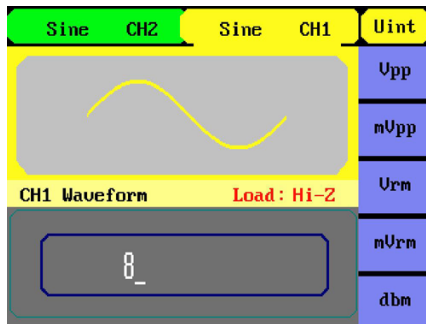 Sine CH2 Sine CH1 Uint
Vpp
mVpp
CH1 Waveform Load: Hi-Z
Vrm
8_
mVrm
dbm